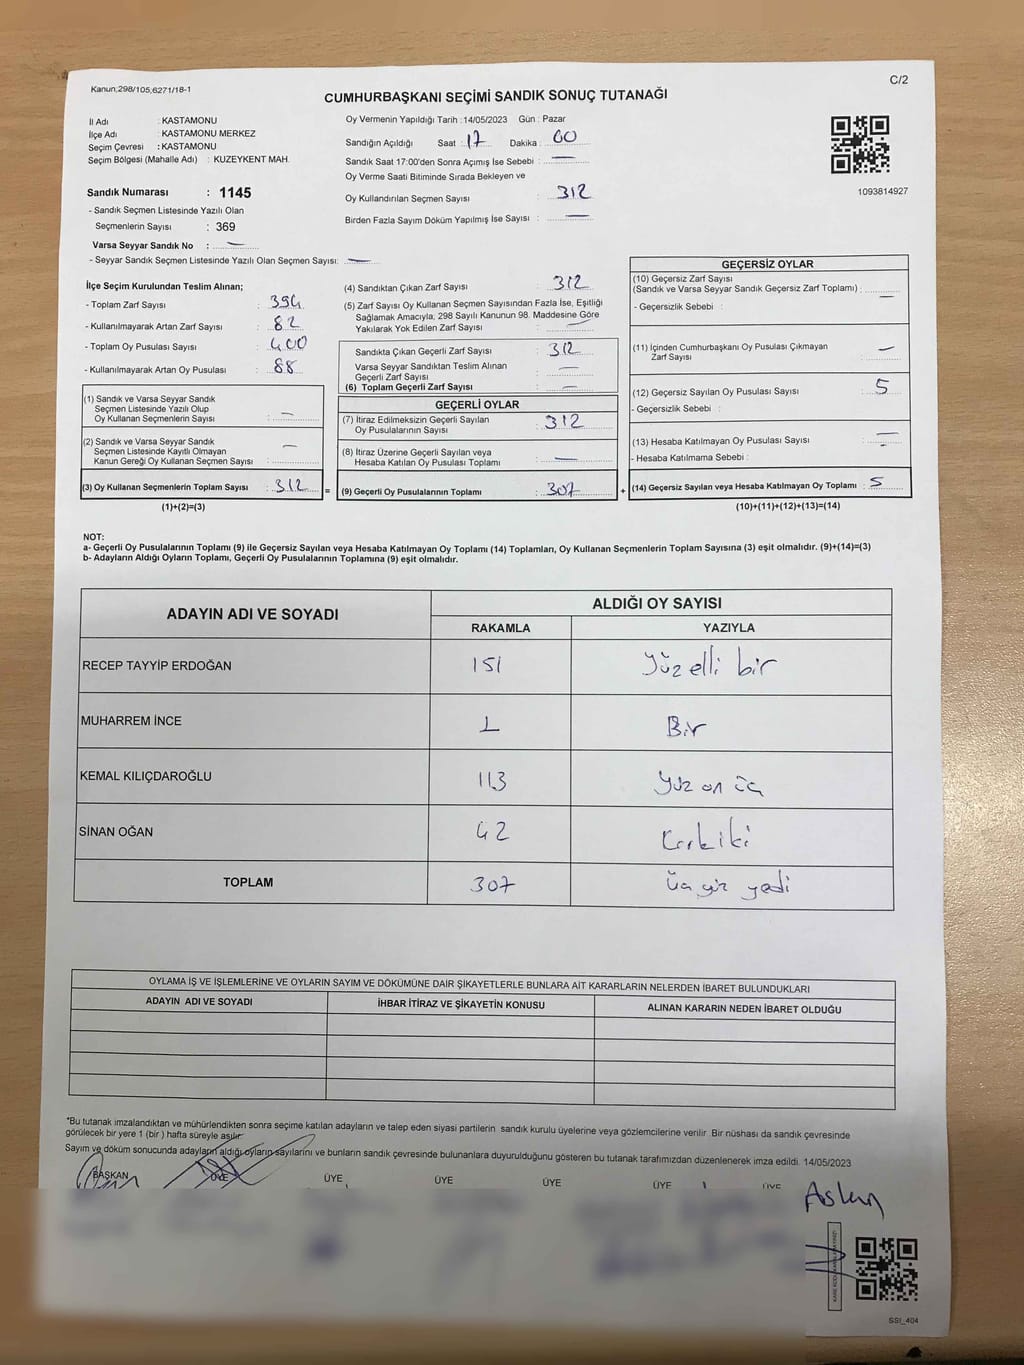 Kanun;298/105,6271/18-1
C/2
CUMHURBAŞKANI SEÇİMİ SANDIK SONUÇ TUTANAĞI
İl Adı : KASTAMONU
İlçe Adı : KASTAMONU MERKEZ
Seçim Çevresi : KASTAMONU
Seçim Bölgesi (Mahalle Adı) : KUZEYKENT MAH.
Sandık Numarası : 1145
- Sandık Seçmen Listesinde Yazılı Olan
Seçmenlerin Sayısı : 369
Varsa Seyyar Sandık No : —
- Seyyar Sandık Seçmen Listesinde Yazılı Olan Seçmen Sayısı: —
Oy Vermenin Yapıldığı Tarih :14/05/2023 Gün : Pazar
Sandığın Açıldığı Saat : 17 Dakika : 00
Sandık Saat 17:00'den Sonra Açımış İse Sebebi : —
Oy Verme Saati Bitiminde Sırada Bekleyen ve
Oy Kullandırılan Seçmen Sayısı : 312
Birden Fazla Sayım Döküm Yapılmış İse Sayısı : —
1093814927
İlçe Seçim Kurulundan Teslim Alınan;
- Toplam Zarf Sayısı : 394
- Kullanılmayarak Artan Zarf Sayısı : 82
- Toplam Oy Pusulası Sayısı : 400
- Kullanılmayarak Artan Oy Pusulası : 88
(1) Sandık ve Varsa Seyyar Sandık
Seçmen Listesinde Yazılı Olup
Oy Kullanan Seçmenlerin Sayısı : —
(2) Sandık ve Varsa Seyyar Sandık
Seçmen Listesinde Kayıtlı Olmayan
Kanun Gereği Oy Kullanan Seçmen Sayısı : —
(3) Oy Kullanan Seçmenlerin Toplam Sayısı : 312
(1)+(2)=(3)
(4) Sandıktan Çıkan Zarf Sayısı : 312
(5) Zarf Sayısı Oy Kullanan Seçmen Sayısından Fazla İse, Eşitliği
Sağlamak Amacıyla, 298 Sayılı Kanunun 98. Maddesine Göre
Yakılarak Yok Edilen Zarf Sayısı : —
Sandıkta Çıkan Geçerli Zarf Sayısı : 312
Varsa Seyyar Sandıktan Teslim Alınan
Geçerli Zarf Sayısı : —
(6) Toplam Geçerli Zarf Sayısı : —
GEÇERLİ OYLAR
(7) İtiraz Edilmeksizin Geçerli Sayılan
Oy Pusulalarının Sayısı : 312
(8) İtiraz Üzerine Geçerli Sayılan veya
Hesaba Katılan Oy Pusulası Toplamı : —
= (9) Geçerli Oy Pusulalarının Toplamı : 307 +
GEÇERSİZ OYLAR
(10) Geçersiz Zarf Sayısı
(Sandık ve Varsa Seyyar Sandık Geçersiz Zarf Toplamı) : —
- Geçersizlik Sebebi :
(11) İçinden Cumhurbaşkanı Oy Pusulası Çıkmayan
Zarf Sayısı : —
(12) Geçersiz Sayılan Oy Pusulası Sayısı : 5
- Geçersizlik Sebebi :
(13) Hesaba Katılmayan Oy Pusulası Sayısı : —
- Hesaba Katılmama Sebebi :
(14) Geçersiz Sayılan veya Hesaba Katılmayan Oy Toplamı : 5
(10)+(11)+(12)+(13)=(14)
NOT:
a- Geçerli Oy Pusulalarının Toplamı (9) ile Geçersiz Sayılan veya Hesaba Katılmayan Oy Toplamı (14) Toplamları, Oy Kullanan Seçmenlerin Toplam Sayısına (3) eşit olmalıdır. (9)+(14)=(3)
b- Adayların Aldığı Oyların Toplamı, Geçerli Oy Pusulalarının Toplamına (9) eşit olmalıdır.
ADAYIN ADI VE SOYADI
ALDIĞI OY SAYISI
RAKAMLA YAZIYLA
RECEP TAYYİP ERDOĞAN 151 Yüz elli bir
MUHARREM İNCE 1 Bir
KEMAL KILIÇDAROĞLU 113 Yüz on üç
SİNAN OĞAN 42 Kırkiki
TOPLAM 307 Üç yüz yedi
OYLAMA İŞ VE İŞLEMLERİNE VE OYLARIN SAYIM VE DÖKÜMÜNE DAİR ŞİKAYETLERLE BUNLARA AİT KARARLARIN NELERDEN İBARET BULUNDUKLARI
ADAYIN ADI VE SOYADI İHBAR İTİRAZ VE ŞİKAYETİN KONUSU ALINAN KARARIN NEDEN İBARET OLDUĞU
*Bu tutanak imzalandıktan ve mühürlendikten sonra seçime katılan adayların ve talep eden siyasi partilerin sandık kurulu üyelerine veya gözlemcilerine verilir. Bir nüshası da sandık çevresinde
görülecek bir yere 1 (bir) hafta süreyle asılır.
Sayım ve döküm sonucunda adayların aldığı oyların sayılarını ve bunların sandık çevresinde bulunanlara duyurulduğunu gösteren bu tutanak tarafımızdan düzenlenerek imza edildi. 14/05/2023
BAŞKAN ÜYE ÜYE ÜYE ÜYE ÜYE ÜYE
SSI_404